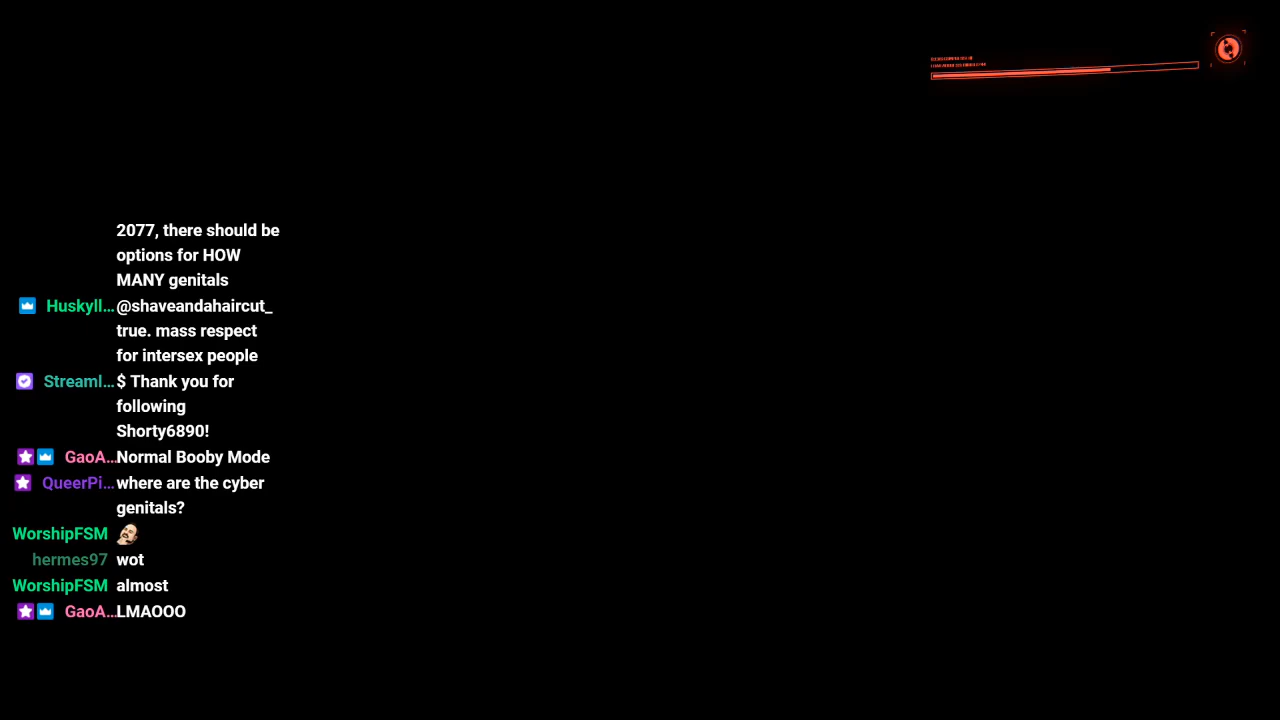 2077, there should be
options for HOW
MANY genitals
Huskyll... @shaveandahaircut_
true. mass respect
for intersex people
Streaml... $ Thank you for
following
Shorty6890!
GaoA... Normal Booby Mode
QueerPi... where are the cyber
genitals?
WorshipFSM
hermes97 wot
WorshipFSM almost
GaoA... LMAOOO